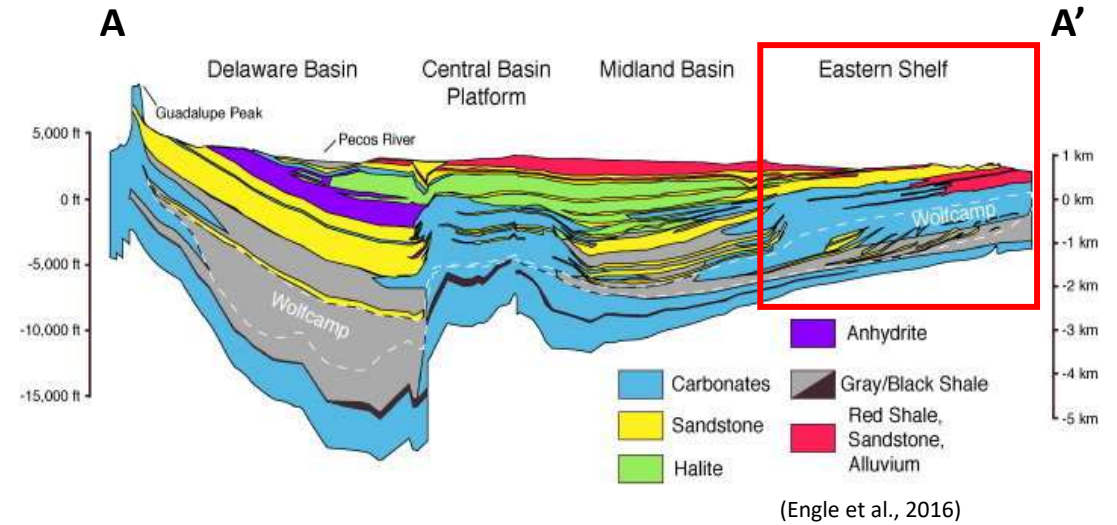 A
A’
Delaware Basin
Central Basin
Platform
Midland Basin
Eastern Shelf
Guadalupe Peak
Pecos River
5,000 ft
0 ft
-5,000 ft
-10,000 ft
-15,000 ft
1 km
0 km
-1 km
-2 km
-3 km
-4 km
-5 km
Wolfcamp
Wolfcamp
Anhydrite
Carbonates
Gray/Black Shale
Sandstone
Red Shale,
Sandstone,
Alluvium
Halite
(Engle et al., 2016)